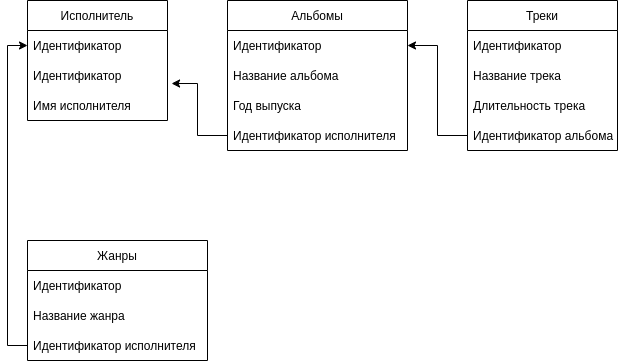 Исполнитель
Идентификатор
Идентификатор
Имя исполнителя
Альбомы
Идентификатор
Название альбома
Год выпуска
Идентификатор исполнителя
Треки
Идентификатор
Название трека
Длительность трека
Идентификатор альбома
Жанры
Идентификатор
Название жанра
Идентификатор исполнителя